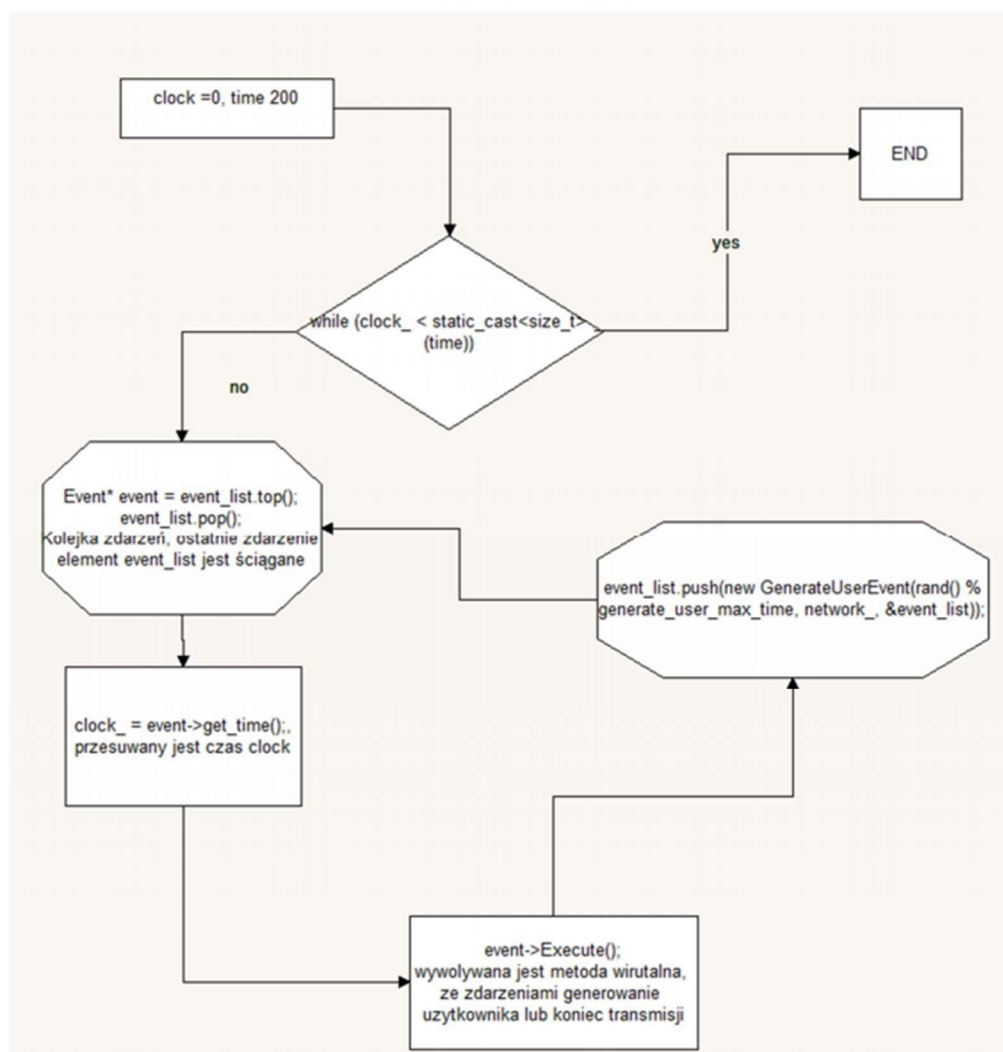 clock =0, time 200
END
yes
while (clock_ < static_cast<size_t>
(time))
no
Event* event = event_list.top();
event_list.pop();
Kolejka zdarzeń, ostatnie zdarzenie
element event_list jest ściągane
event_list.push(new GenerateUserEvent(rand() %
generate_user_max_time, network_, &event_list));
clock_ = event->get_time();,
przesuwany jest czas clock
event->Execute();
wywolywana jest metoda wirutalna,
ze zdarzeniami generowanie
uzytkownika lub koniec transmisji